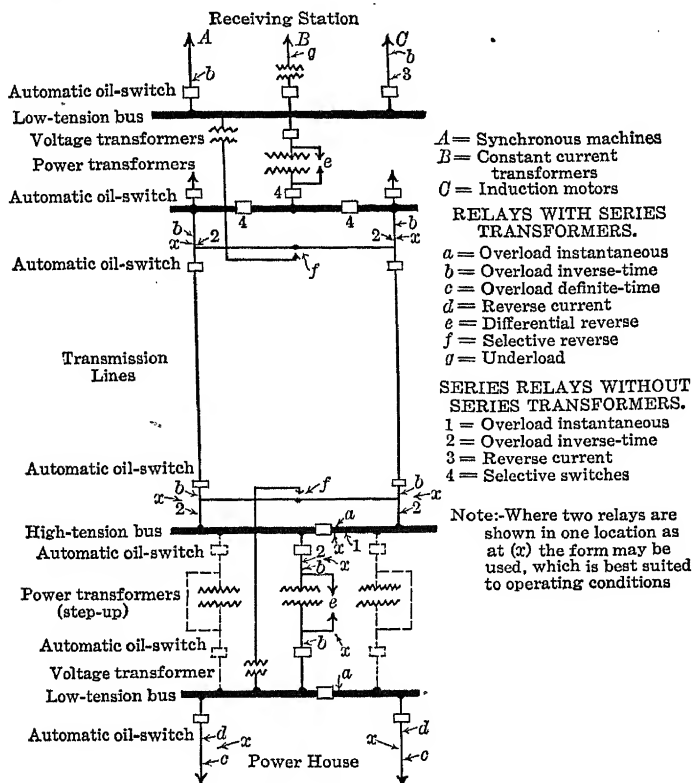 Receiving Station
A
B
C
g
b
b
3
Automatic oil-switch
Low-tension bus
Voltage transformers
Power transformers
e
Automatic oil-switch
4
4
4
b
x
2
b
2
x
f
Automatic oil-switch
Transmission
Lines
Automatic oil-switch
b
x
2
f
b
x
2
High-tension bus
a
x
1
Automatic oil-switch
2
b
x
Power transformers
(step-up)
e
Automatic oil-switch
b
x
Voltage transformer
Low-tension bus
a
Automatic oil-switch
d
x
c
d
x
c
Power House
A = Synchronous machines
B = Constant current
transformers
C = Induction motors
RELAYS WITH SERIES
TRANSFORMERS.
a = Overload instantaneous
b = Overload inverse-time
c = Overload definite-time
d = Reverse current
e = Differential reverse
f = Selective reverse
g = Underload
SERIES RELAYS WITHOUT
SERIES TRANSFORMERS.
1 = Overload instantaneous
2 = Overload inverse-time
3 = Reverse current
4 = Selective switches
Note:-Where two relays are
shown in one location as
at (x) the form may be
used, which is best suited
to operating conditions